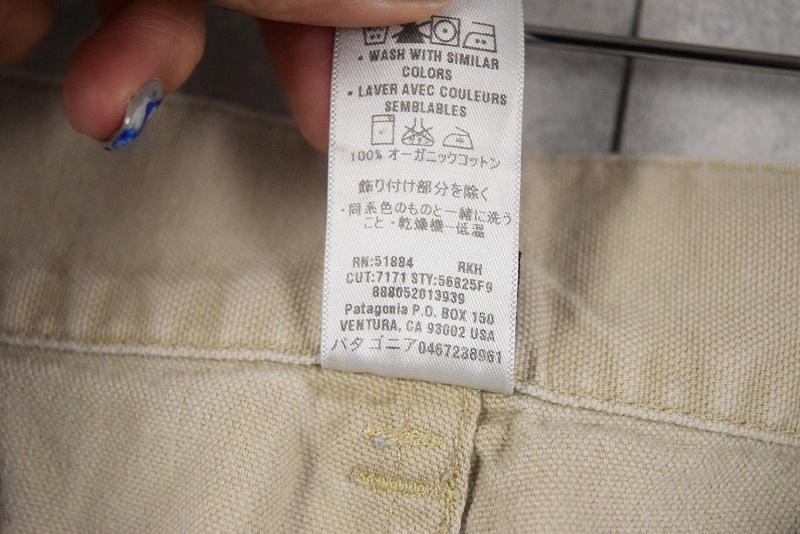 • WASH WITH SIMILAR
COLORS
• LAVER AVEC COULEURS
SEMBLABLES
100% オーガニックコットン
飾り付け部分を除く
・同系色のものと一緒に洗う
こと・乾燥機―低温
RN:51884 RKH
CUT:7171 STY:56825F9
888052013939
Patagonia P.O. BOX 150
VENTURA, CA 93002 USA
パタゴニア0467238961